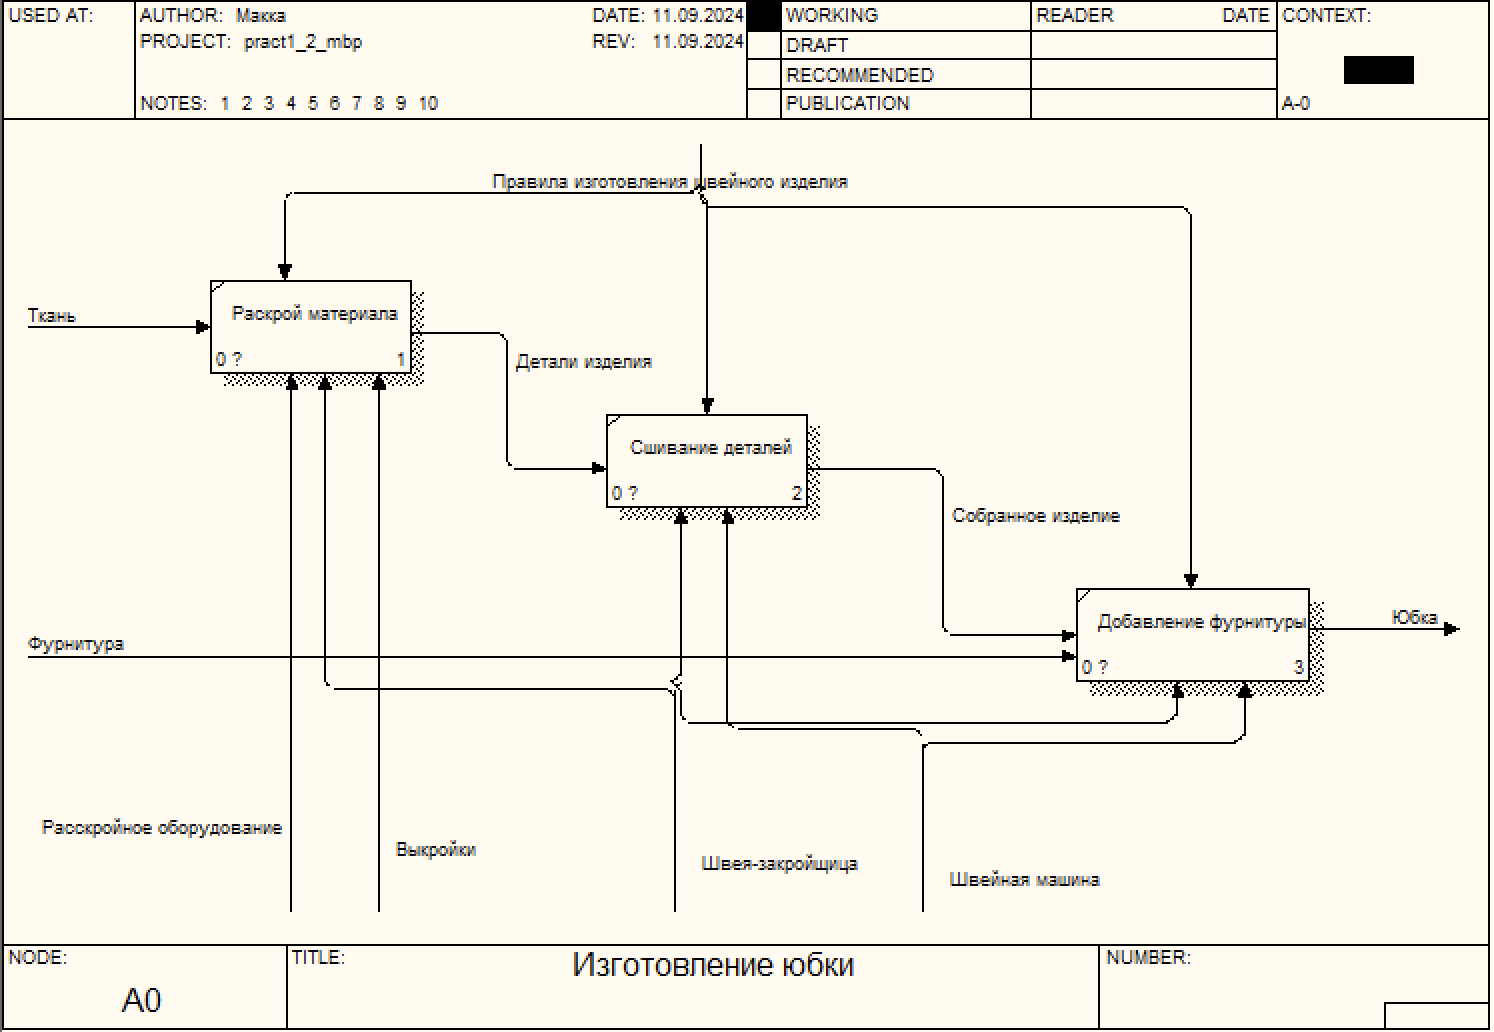 USED AT:
AUTHOR: Макка
DATE: 11.09.2024
WORKING
READER
DATE
CONTEXT:
PROJECT: pract1_2_mbp
REV: 11.09.2024
DRAFT
RECOMMENDED
NOTES: 1 2 3 4 5 6 7 8 9 10
PUBLICATION
A-0
Правила изготовления швейного изделия
Ткань
Раскрой материала
0 ?
1
Детали изделия
Сшивание деталей
0 ?
2
Собранное изделие
Добавление фурнитуры
0 ?
3
Юбка
Фурнитура
Расскройное оборудование
Выкройки
Швея-закройщица
Швейная машина
NODE:
A0
TITLE:
Изготовление юбки
NUMBER: